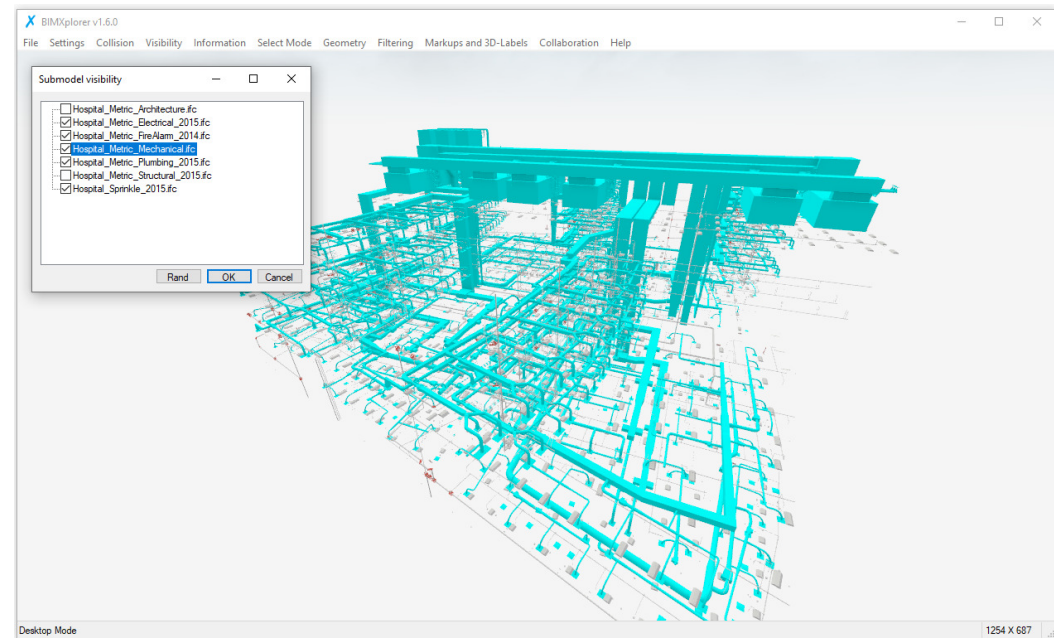 BIMXplorer v1.6.0
File Settings Collision Visibility Information Select Mode Geometry Filtering Markups and 3D-Labels Collaboration Help
Submodel visibility
Hospital_Metric_Architecture.ifc
Hospital_Metric_Electrical_2015.ifc
Hospital_Metric_FireAlarm_2014.ifc
Hospital_Metric_Mechanical.ifc
Hospital_Metric_Plumbing_2015.ifc
Hospital_Metric_Structural_2015.ifc
Hospital_Sprinkle_2015.ifc
Rand OK Cancel
Desktop Mode 1254 X 687